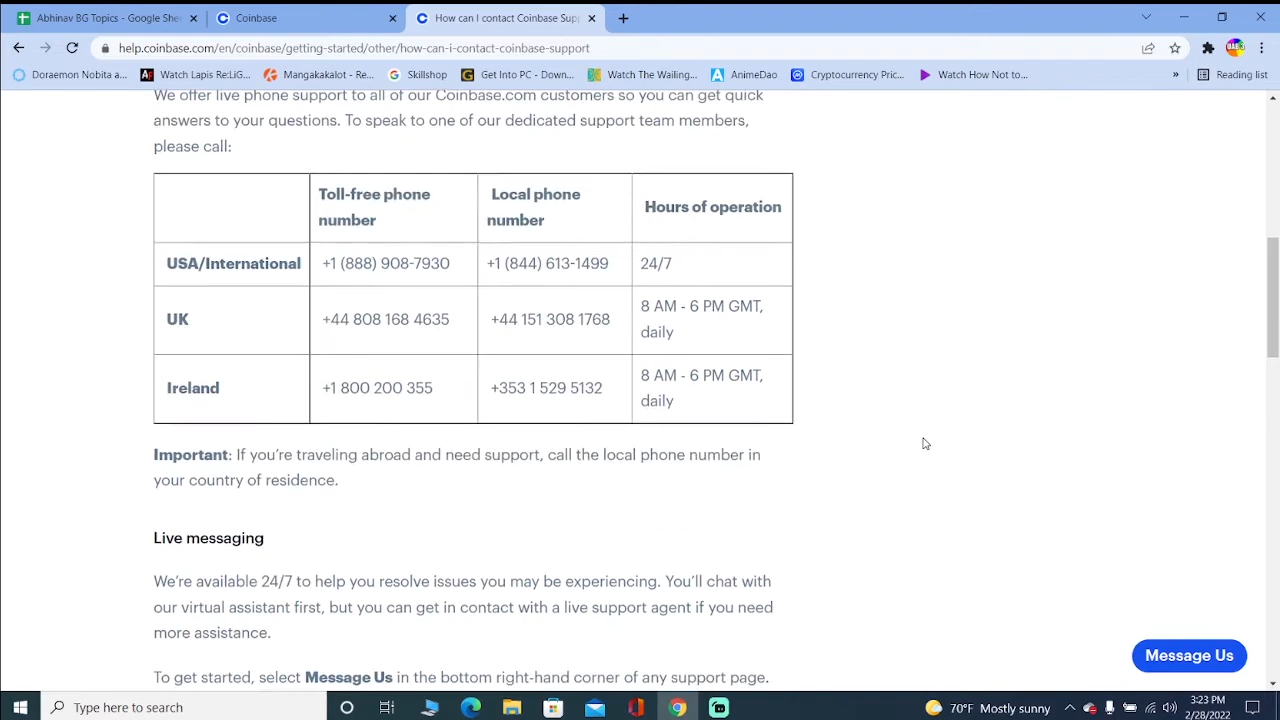 Abhinav BG Topics - Google She
Coinbase
How can I contact Coinbase Supp
help.coinbase.com/en/coinbase/getting-started/other/how-can-i-contact-coinbase-support
Doraemon Nobita a...
Watch Lapis Re:LiG...
Mangakakalot - Re...
Skillshop
Get Into PC - Down...
Watch The Wailing...
AnimeDao
Cryptocurrency Pric...
Watch How Not to...
»
Reading list
We offer live phone support to all of our Coinbase.com customers so you can get quick
answers to your questions. To speak to one of our dedicated support team members,
please call:
Toll-free phone number
Local phone number
Hours of operation
USA/International
+1 (888) 908-7930
+1 (844) 613-1499
24/7
UK
+44 808 168 4635
+44 151 308 1768
8 AM - 6 PM GMT,
daily
Ireland
+1 800 200 355
+353 1 529 5132
8 AM - 6 PM GMT,
daily
Important: If you're traveling abroad and need support, call the local phone number in
your country of residence.
Live messaging
We're available 24/7 to help you resolve issues you may be experiencing. You'll chat with
our virtual assistant first, but you can get in contact with a live support agent if you need
more assistance.
To get started, select Message Us in the bottom right-hand corner of any support page.
Message Us
Type here to search
70°F Mostly sunny
3:23 PM
2/28/2022